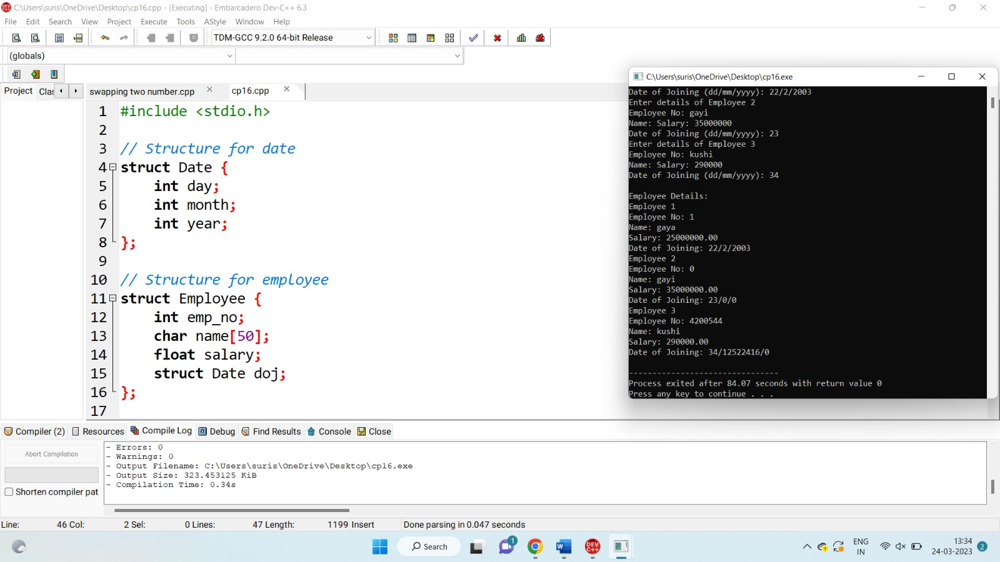 C:\Users\suris\OneDrive\Desktop\cp16.cpp - [Executing] - Embarcadero Dev-C++ 6.3
File Edit Search View Project Execute Tools AStyle Window Help
TDM-GCC 9.2.0 64-bit Release
(globals)
Project Clas
swapping two number.cpp
cp16.cpp
1 #include <stdio.h>
2
3 // Structure for date
4 struct Date {
5 int day;
6 int month;
7 int year;
8 };
9
10 // Structure for employee
11 struct Employee {
12 int emp_no;
13 char name[50];
14 float salary;
15 struct Date doj;
16 };
17
C:\Users\suris\OneDrive\Desktop\cp16.exe
Date of Joining (dd/mm/yyyy): 22/2/2003
Enter details of Employee 2
Employee No: gayi
Name: Salary: 35000000
Date of Joining (dd/mm/yyyy): 23
Enter details of Employee 3
Employee No: kushi
Name: Salary: 290000
Date of Joining (dd/mm/yyyy): 34
Employee Details:
Employee 1
Employee No: 1
Name: gaya
Salary: 25000000.00
Date of Joining: 22/2/2003
Employee 2
Employee No: 0
Name: gayi
Salary: 35000000.00
Date of Joining: 23/0/0
Employee 3
Employee No: 4200544
Name: kushi
Salary: 290000.00
Date of Joining: 34/12522416/0
--------------------------------
Process exited after 84.07 seconds with return value 0
Press any key to continue . . .
Compiler (2) Resources Compile Log Debug Find Results Console Close
Abort Compilation
Shorten compiler pat
- Errors: 0
- Warnings: 0
- Output Filename: C:\Users\suris\OneDrive\Desktop\cp16.exe
- Output Size: 323.453125 KiB
- Compilation Time: 0.34s
Line: 46 Col: 2 Sel: 0 Lines: 47 Length: 1199 Insert Done parsing in 0.047 seconds
Search
1
DEV C++
ENG
IN
13:34
24-03-2023
2